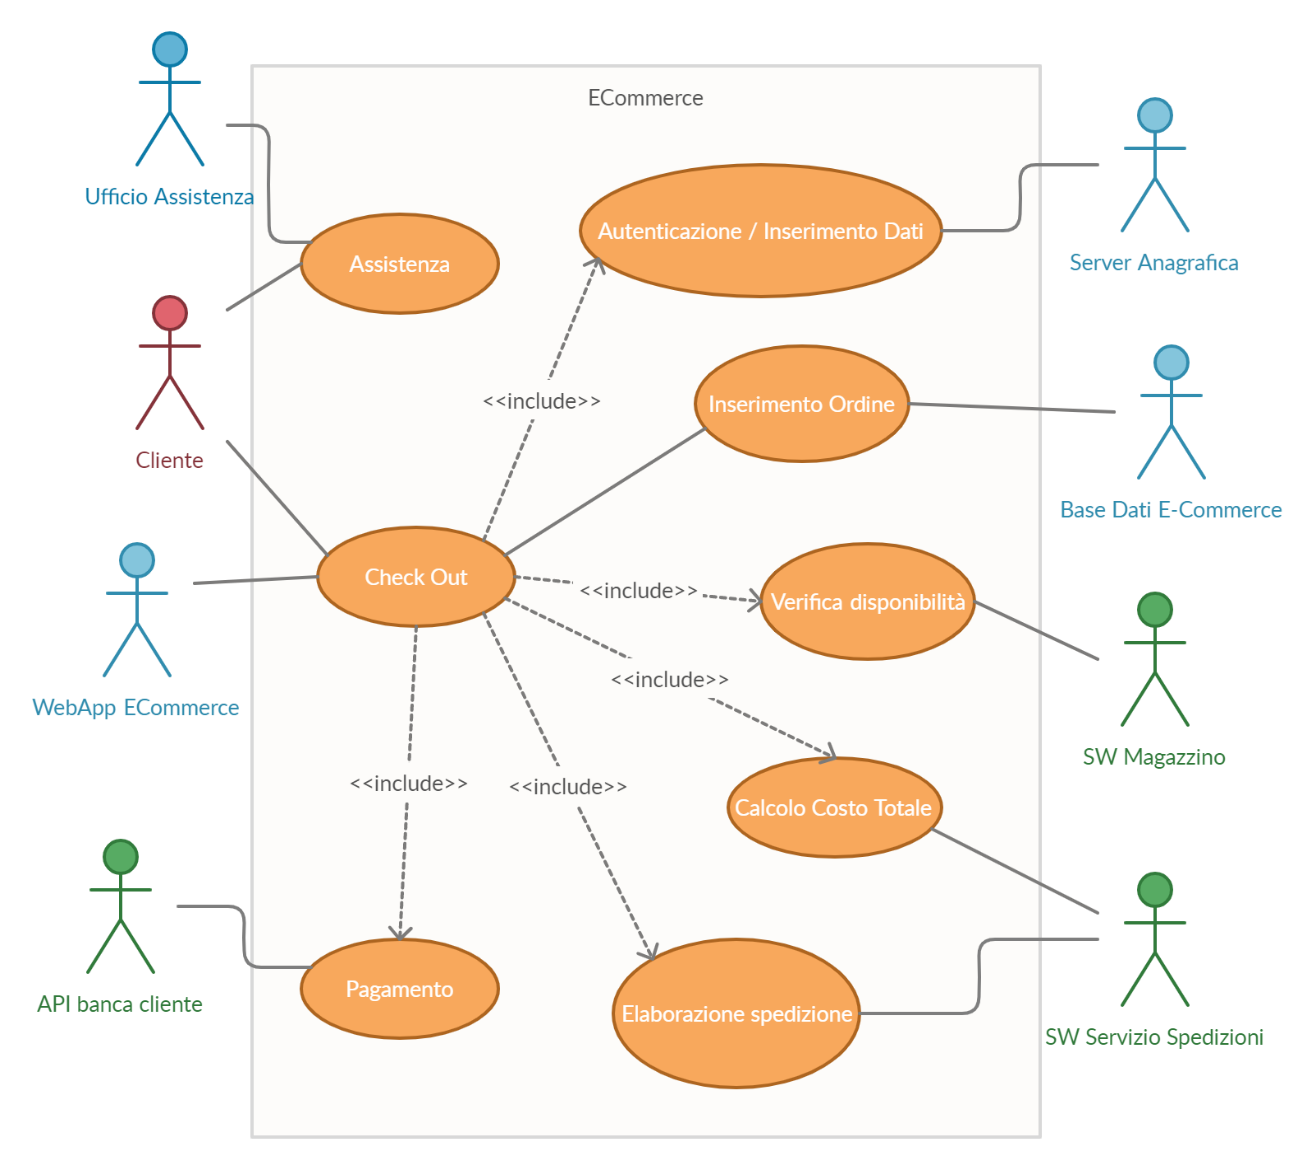 ECommerce
Ufficio Assistenza
Autenticazione / Inserimento Dati
Server Anagrafica
Assistenza
<<include>>
Inserimento Ordine
Cliente
Base Dati E-Commerce
Check Out
<<include>>
Verifica disponibilità
<<include>>
WebApp ECommerce
SW Magazzino
<<include>>
<<include>>
Calcolo Costo Totale
Pagamento
API banca cliente
Elaborazione spedizione
SW Servizio Spedizioni